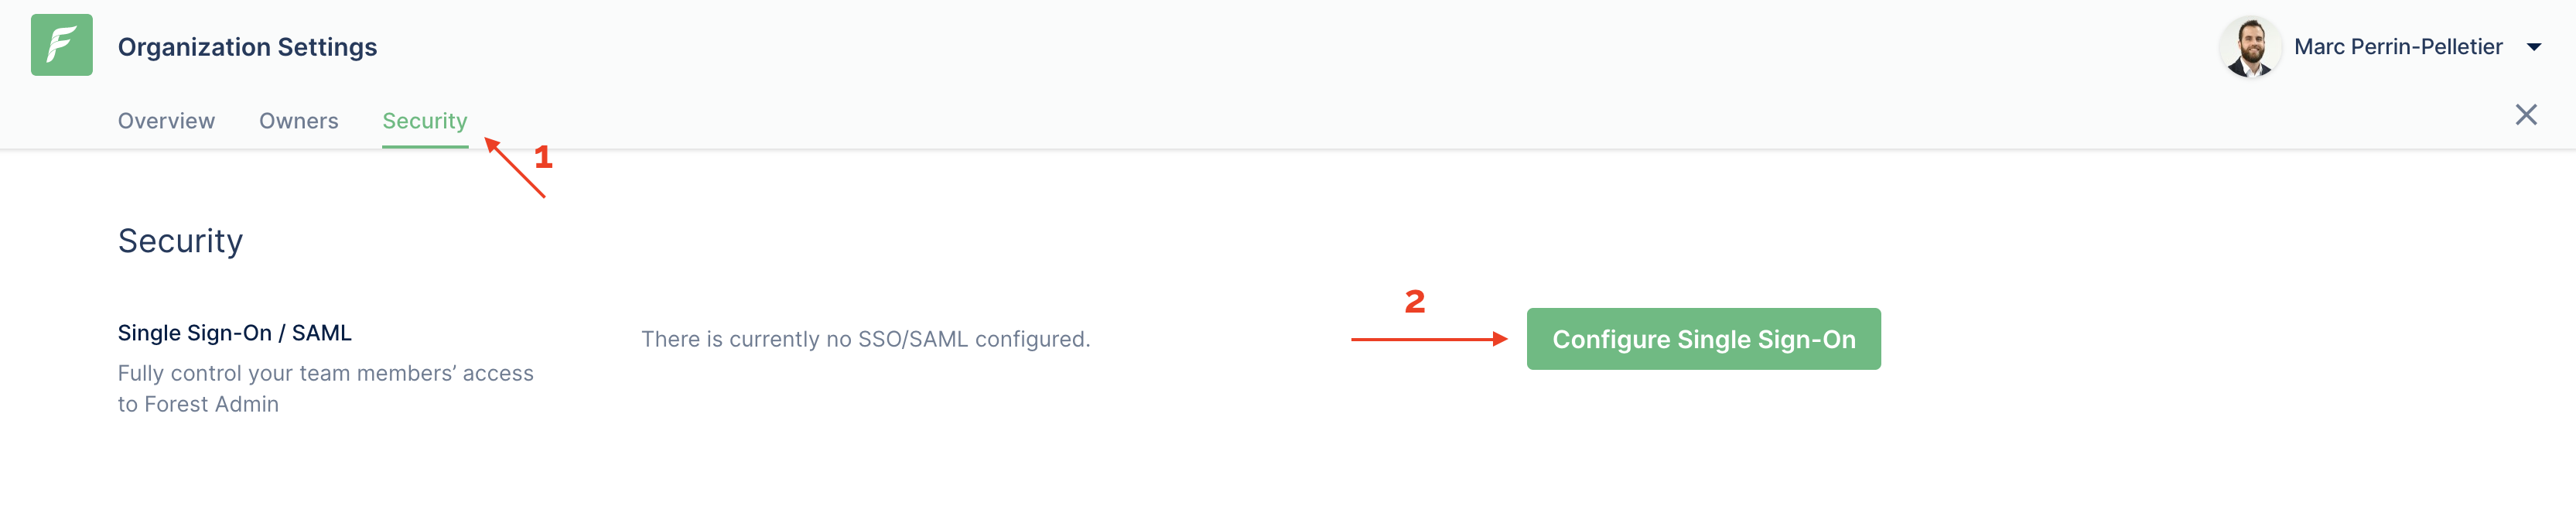 Organization Settings
Marc Perrin-Pelletier
Overview Owners Security
1
Security
2
Single Sign-On / SAML
There is currently no SSO/SAML configured.
Configure Single Sign-On
Fully control your team members’ access
to Forest Admin